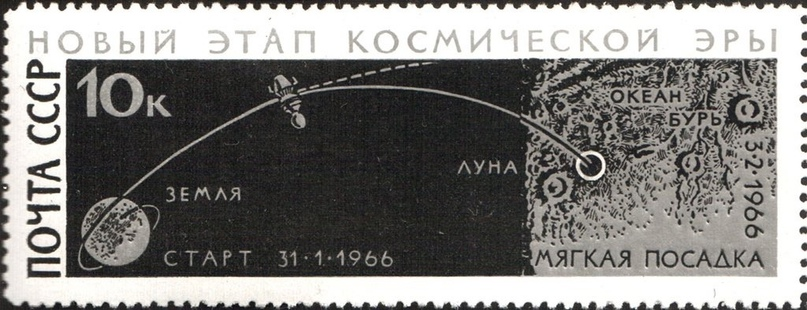 НОВЫЙ ЭТАП КОСМИЧЕСКОЙ ЭРЫ
ПОЧТА СССР
10К
ЗЕМЛЯ
СТАРТ 31·1·1966
ЛУНА
ОКЕАН
БУРЬ
3·2·1966
МЯГКАЯ ПОСАДКА